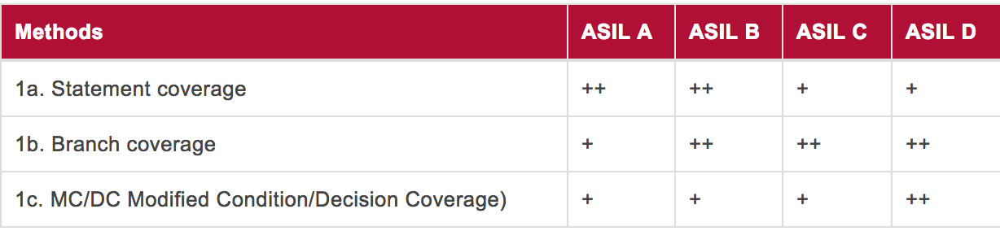 Methods ASIL A ASIL B ASIL C ASIL D
1a. Statement coverage ++ ++ + +
1b. Branch coverage + ++ ++ ++
1c. MC/DC Modified Condition/Decision Coverage) + + + ++